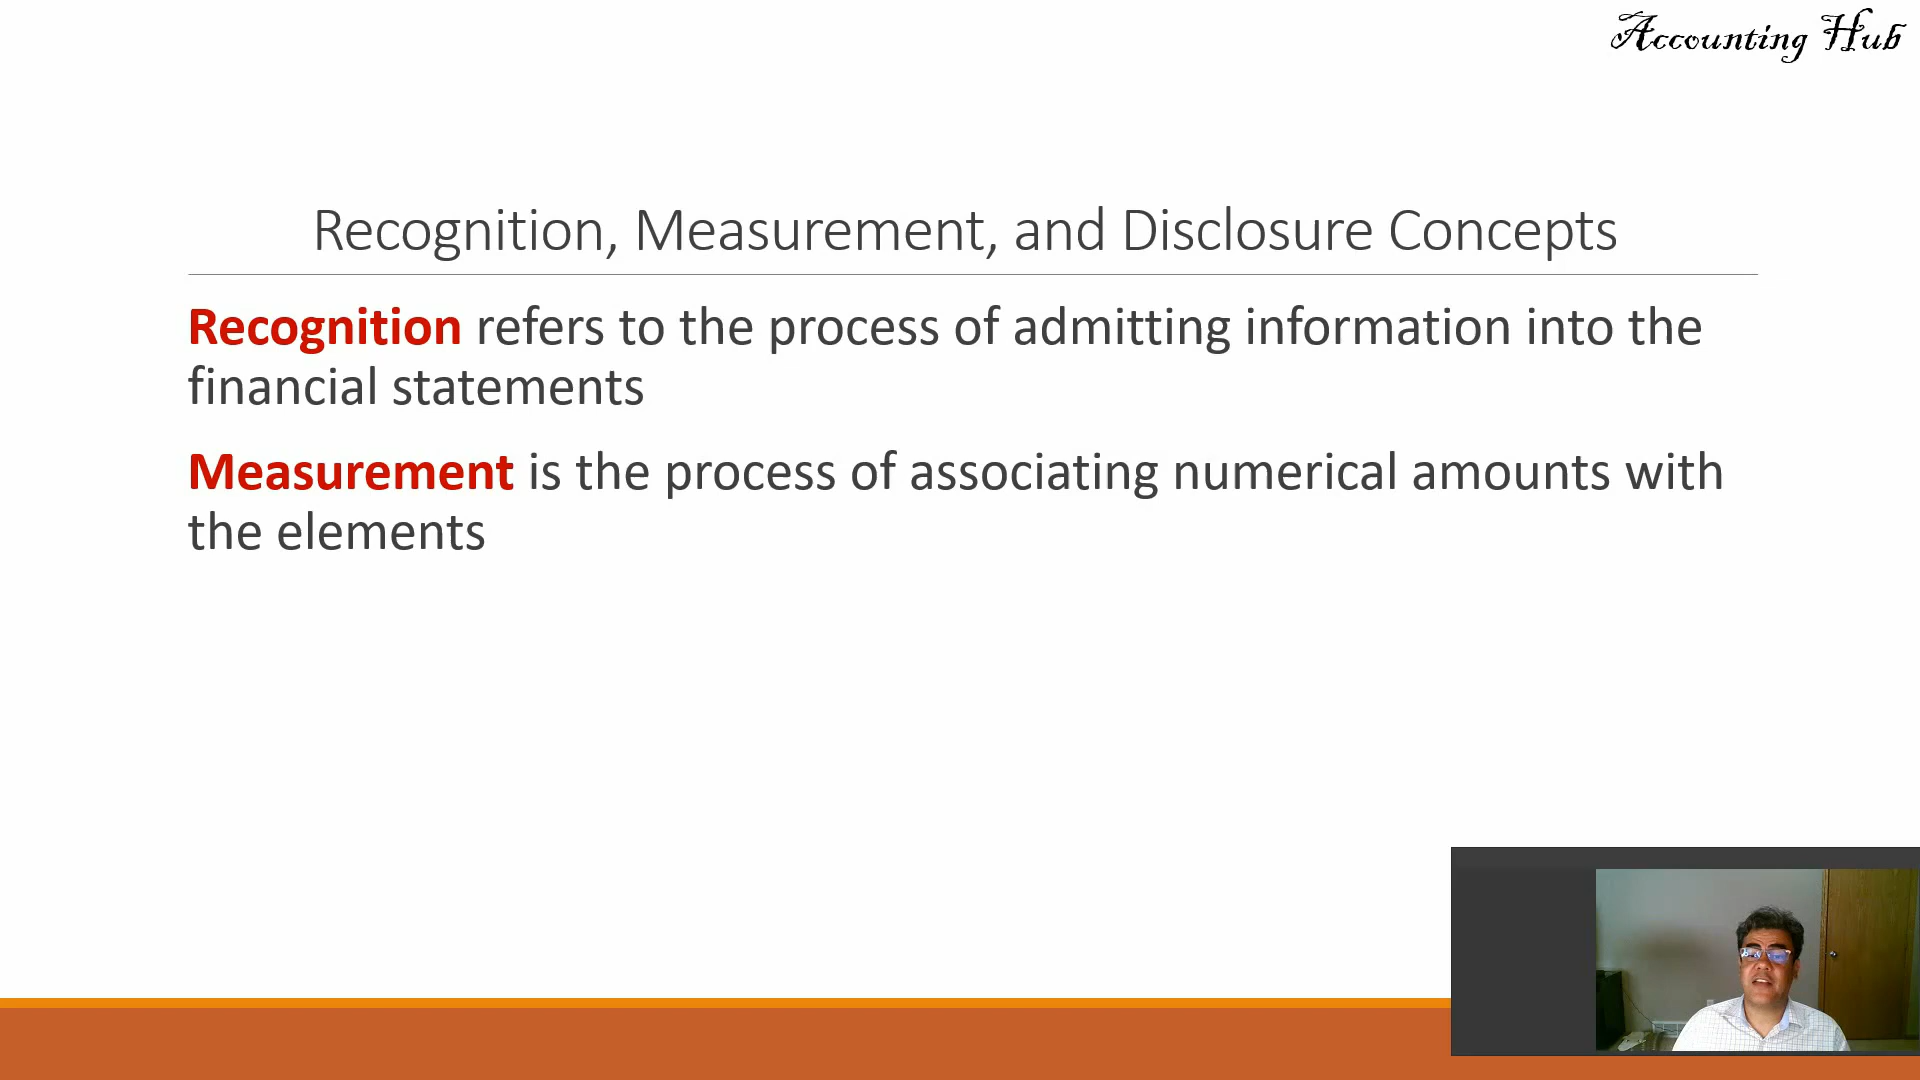 Accounting Hub
Recognition, Measurement, and Disclosure Concepts
Recognition refers to the process of admitting information into the
financial statements
Measurement is the process of associating numerical amounts with
the elements